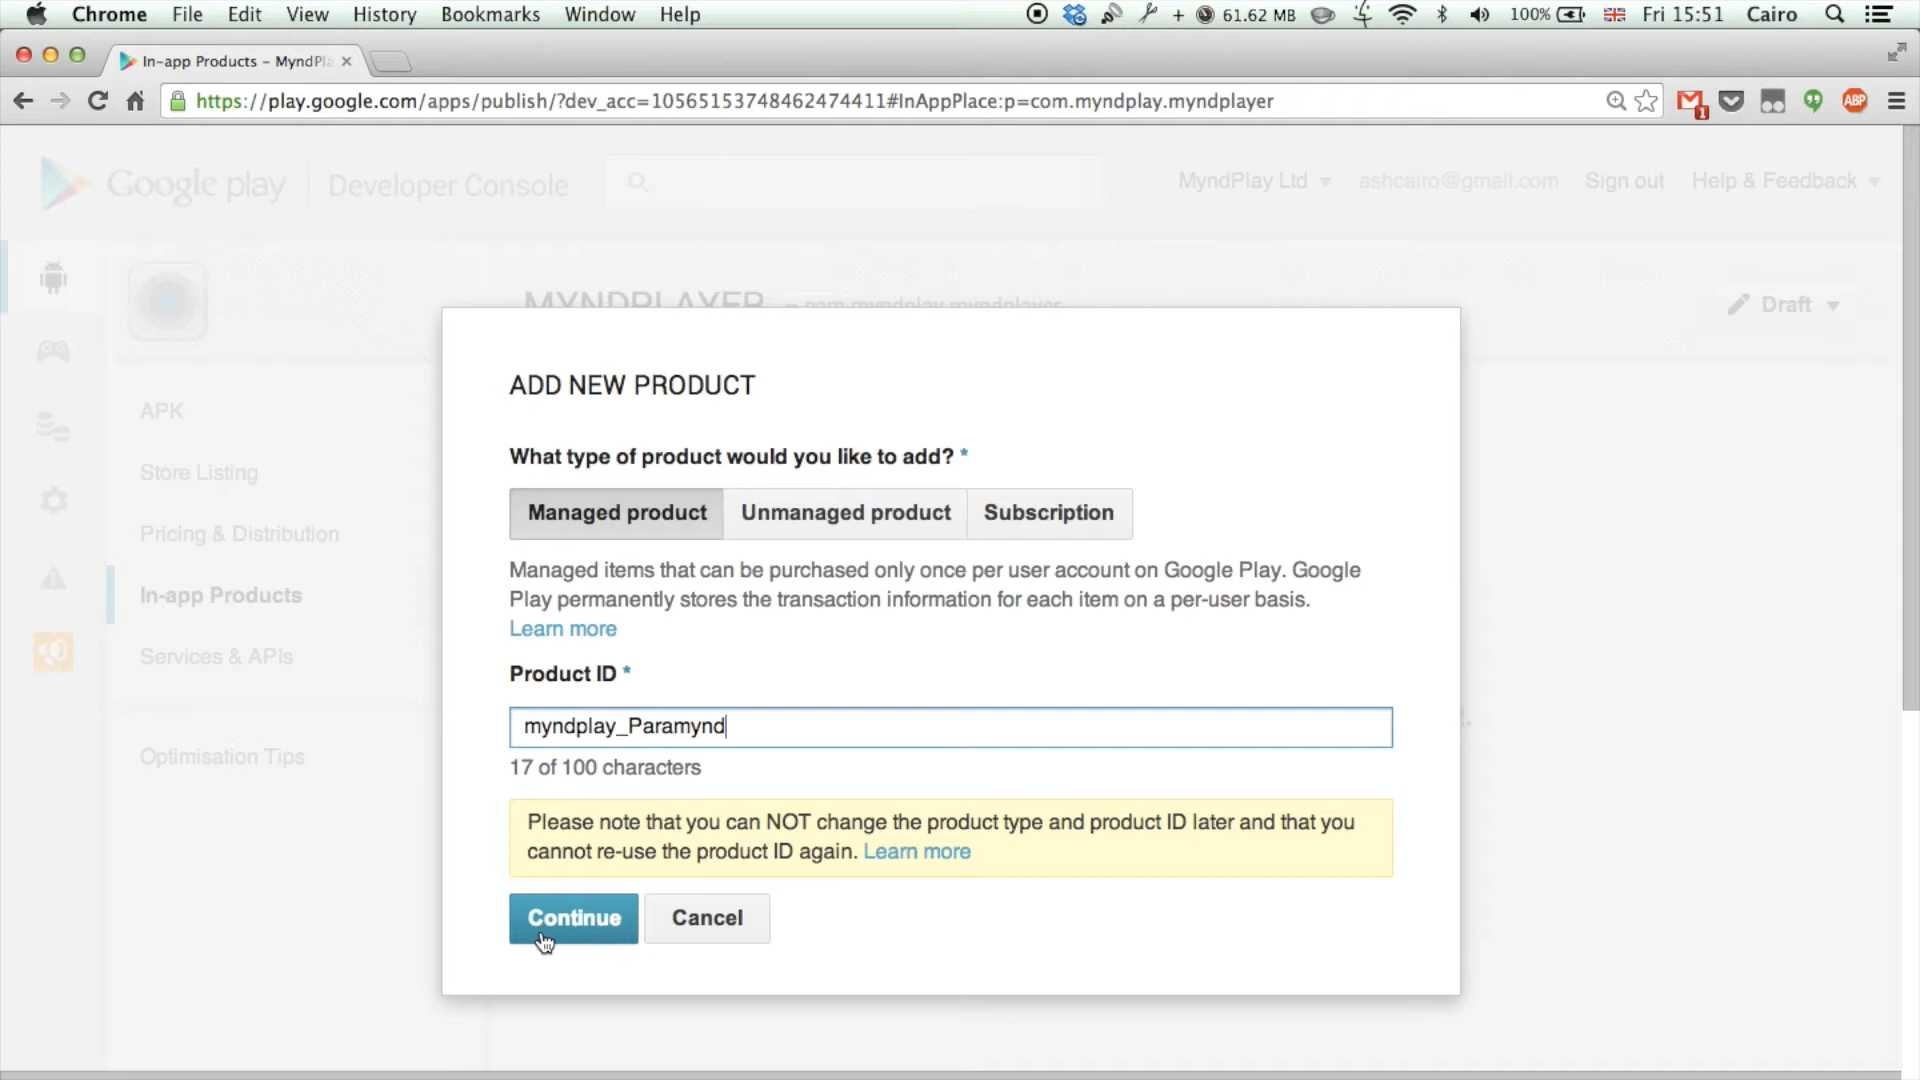 Chrome File Edit View History Bookmarks Window Help 61.62 MB 100% Fri 15:51 Cairo
In-app Products - MyndPla
https://play.google.com/apps/publish/?dev_acc=10565153748462474411#InAppPlace:p=com.myndplay.myndplayer
1
ABP
Google play Developer Console MyndPlay Ltd ashcairo@gmail.com Sign out Help & Feedback
MYNDPLAYER - com.myndplay.myndplayer
Draft
APK
Store Listing
Pricing & Distribution
In-app Products
Services & APIs
Optimisation Tips
ADD NEW PRODUCT
What type of product would you like to add? *
Managed product Unmanaged product Subscription
Managed items that can be purchased only once per user account on Google Play. Google
Play permanently stores the transaction information for each item on a per-user basis.
Learn more
Product ID *
myndplay_Paramynd
17 of 100 characters
Please note that you can NOT change the product type and product ID later and that you
cannot re-use the product ID again. Learn more
Continue Cancel